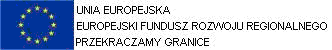 UNIA EUROPEJSKA
EUROPEJSKI FUNDUSZ ROZWOJU REGIONALNEGO
PRZEKRACZAMY GRANICE